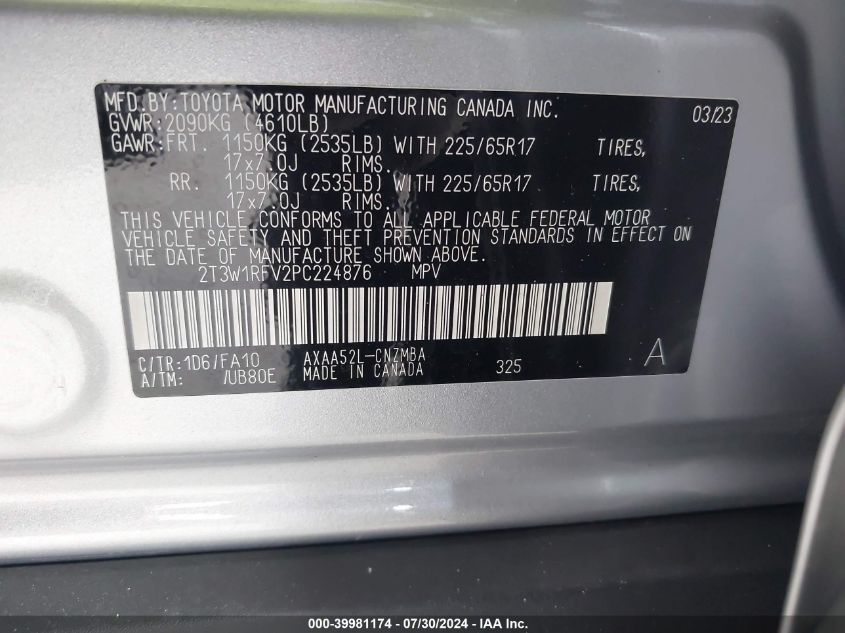 MFD.BY:TOYOTA MOTOR MANUFACTURING CANADA INC. 03/23
GVWR:2090KG (4610LB)
GAWR:FRT. 1150KG (2535LB) WITH 225/65R17 TIRES,
17x7.0J RIMS.
RR. 1150KG (2535LB) WITH 225/65R17 TIRES,
17x7.0J RIMS.
THIS VEHICLE CONFORMS TO ALL APPLICABLE FEDERAL MOTOR
VEHICLE SAFETY AND THEFT PREVENTION STANDARDS IN EFFECT ON
THE DATE OF MANUFACTURE SHOWN ABOVE.
2T3W1RFV2PC224876 MPV
C/TR:1D6/FA10 AXAA52L-CNZMBA A
A/TM: /UB80E MADE IN CANADA 325
000-39981174 / 07/30/2024 - IAA Inc.